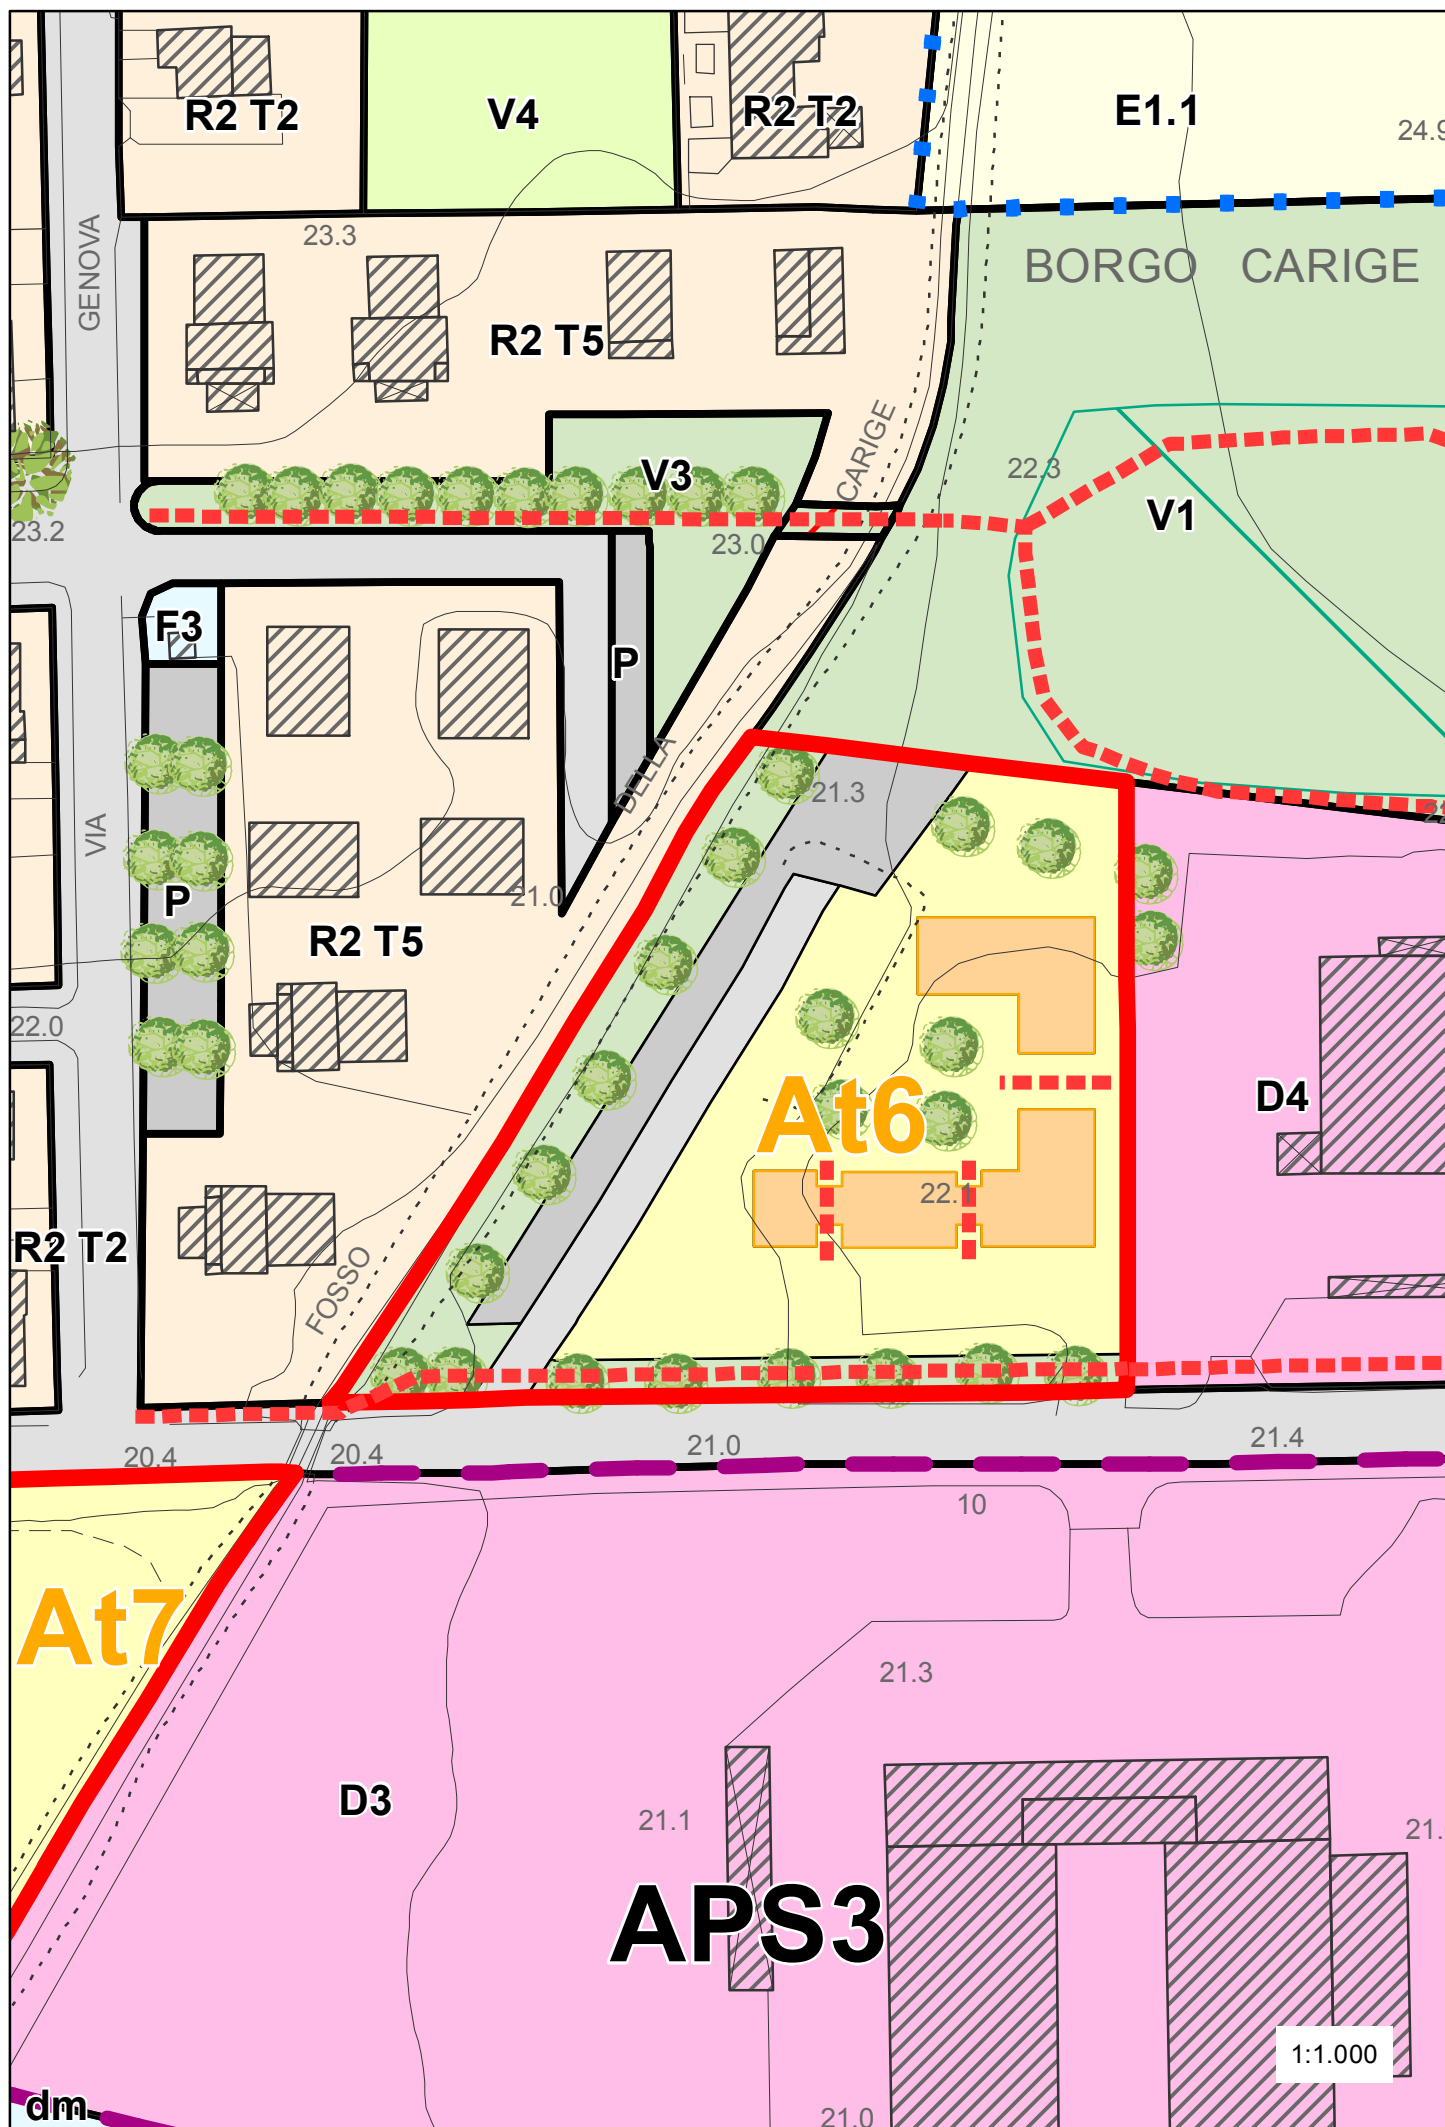 R2 T2
V4
R2 T2
E1.1
24.9
GENOVA
23.3
BORGO CARIGE
R2 T5
CARIGE
V3
22.3
V1
23.2
23.0
F3
P
DELLA
21.3
VIA
P
21.0
R2 T5
22.0
At6
D4
22.1
R2 T2
FOSSO
20.4
20.4
21.0
21.4
10
At7
21.3
D3
21.1
21.
APS3
1:1.000
dm
21.0